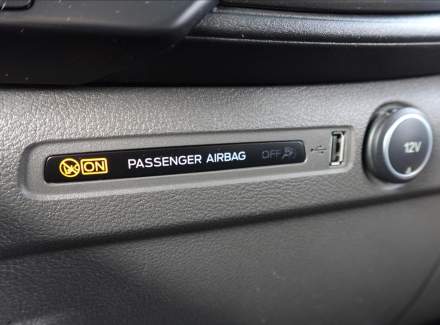 ON PASSENGER AIRBAG OFF
12V